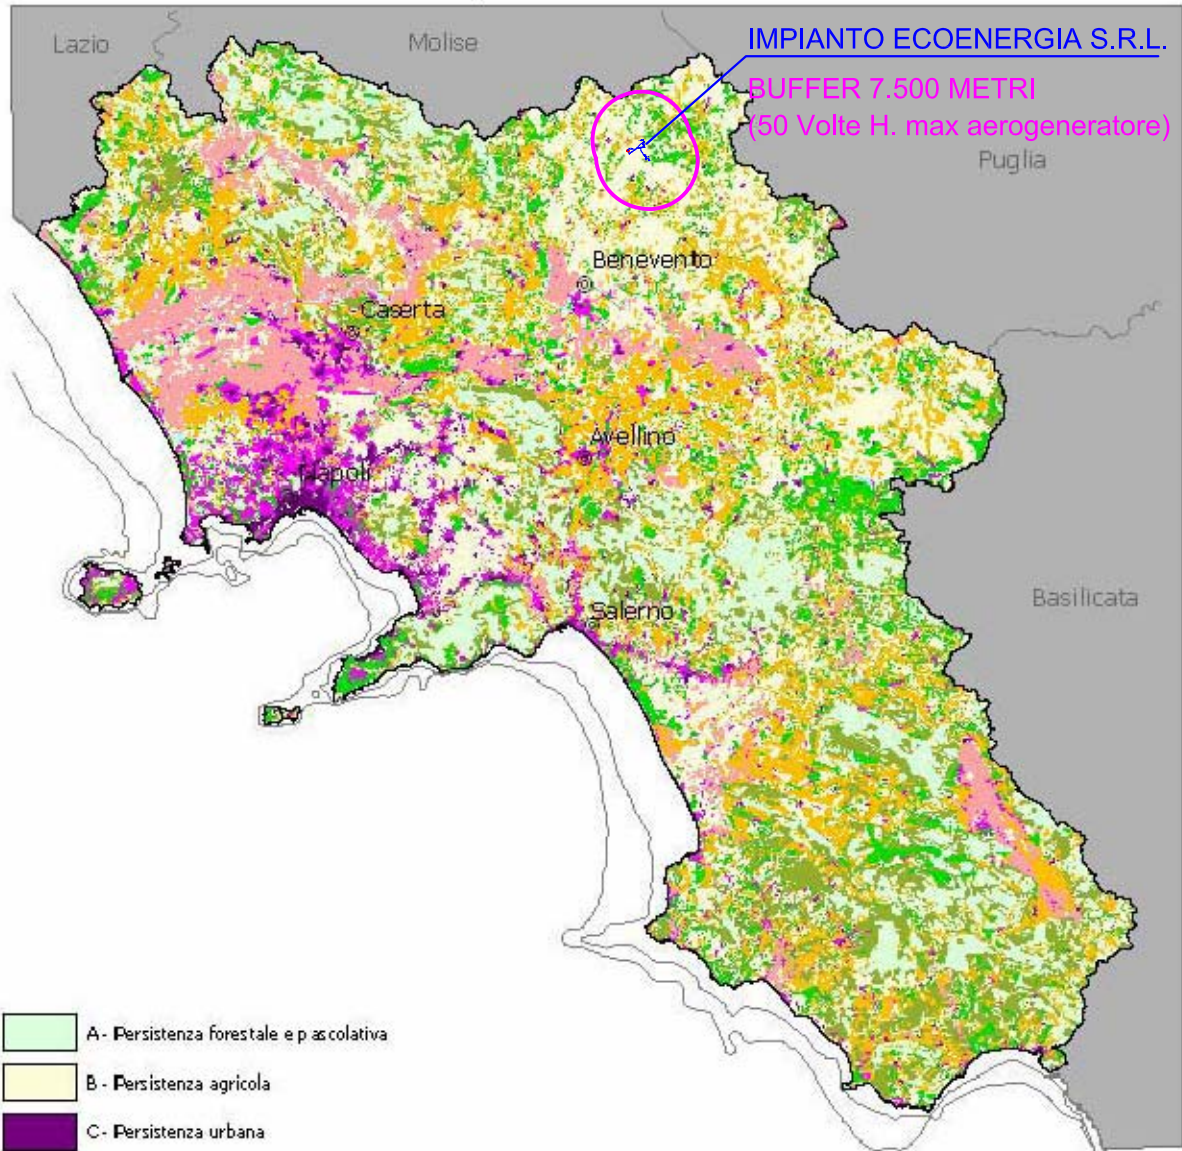 Lazio
Molise
IMPIANTO ECOENERGIA S.R.L.
BUFFER 7.500 METRI
(50 Volte H. max aerogeneratore)
Puglia
Benevento
Caserta
Avellino
Napoli
Basilicata
Salerno
A- Persistenza forestale e pascolativa
B - Persistenza agricola
C- Persistenza urbana